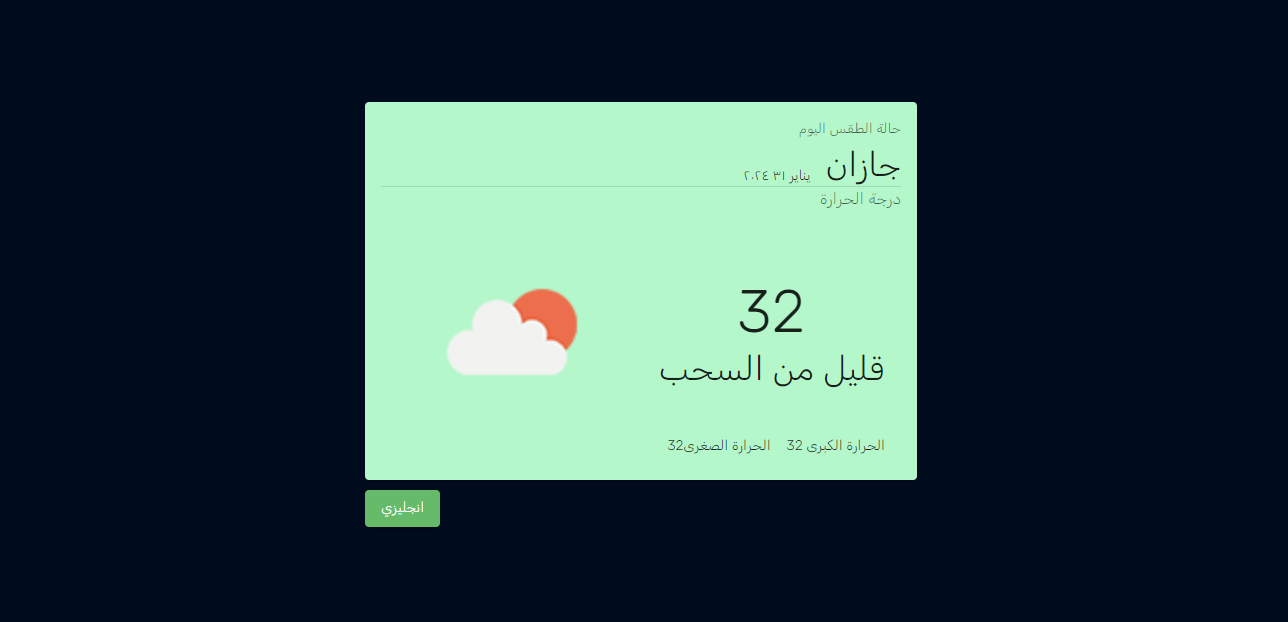 حالة الطقس اليوم
جازان يناير ٣١ ٢٠٢٤
درجة الحرارة
32
قليل من السحب
الحرارة الكبرى 32 الحرارة الصغرى32
انجليزي